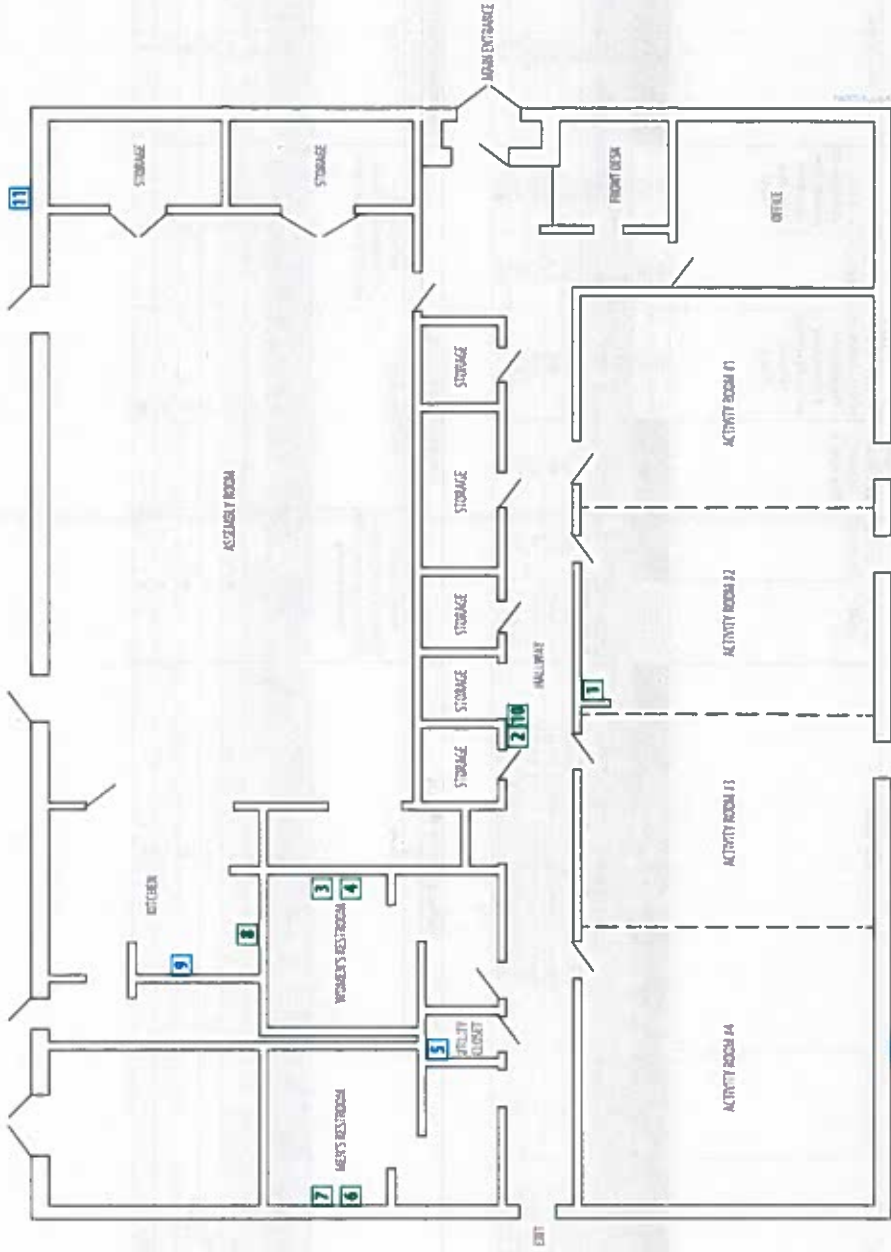 MAIN ENTRANCE
11
STORAGE
STORAGE
FRONT DESK
OFFICE
ASSEMBLY ROOM
STORAGE
STORAGE
STORAGE
STORAGE
STORAGE
HALLWAY
2
10
1
ACTIVITY ROOM #1
ACTIVITY ROOM #2
ACTIVITY ROOM #3
ACTIVITY ROOM #4
KITCHEN
9
8
3
4
WOMEN'S RESTROOM
5
UTILITY
CLOSET
MEN'S RESTROOM
7
6
EXIT